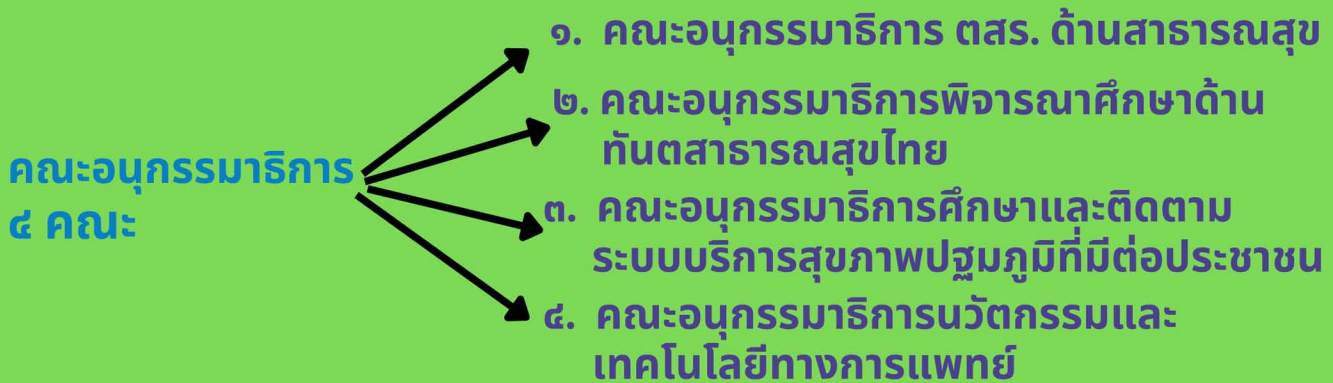 คณะอนุกรรมาธิการ
๔ คณะ
๑. คณะอนุกรรมาธิการ ตสร. ด้านสาธารณสุข
๒. คณะอนุกรรมาธิการพิจารณาศึกษาด้าน
ทันตสาธารณสุขไทย
๓. คณะอนุกรรมาธิการศึกษาและติดตาม
ระบบบริการสุขภาพปฐมภูมิที่มีต่อประชาชน
๔. คณะอนุกรรมาธิการนวัตกรรมและ
เทคโนโลยีทางการแพทย์